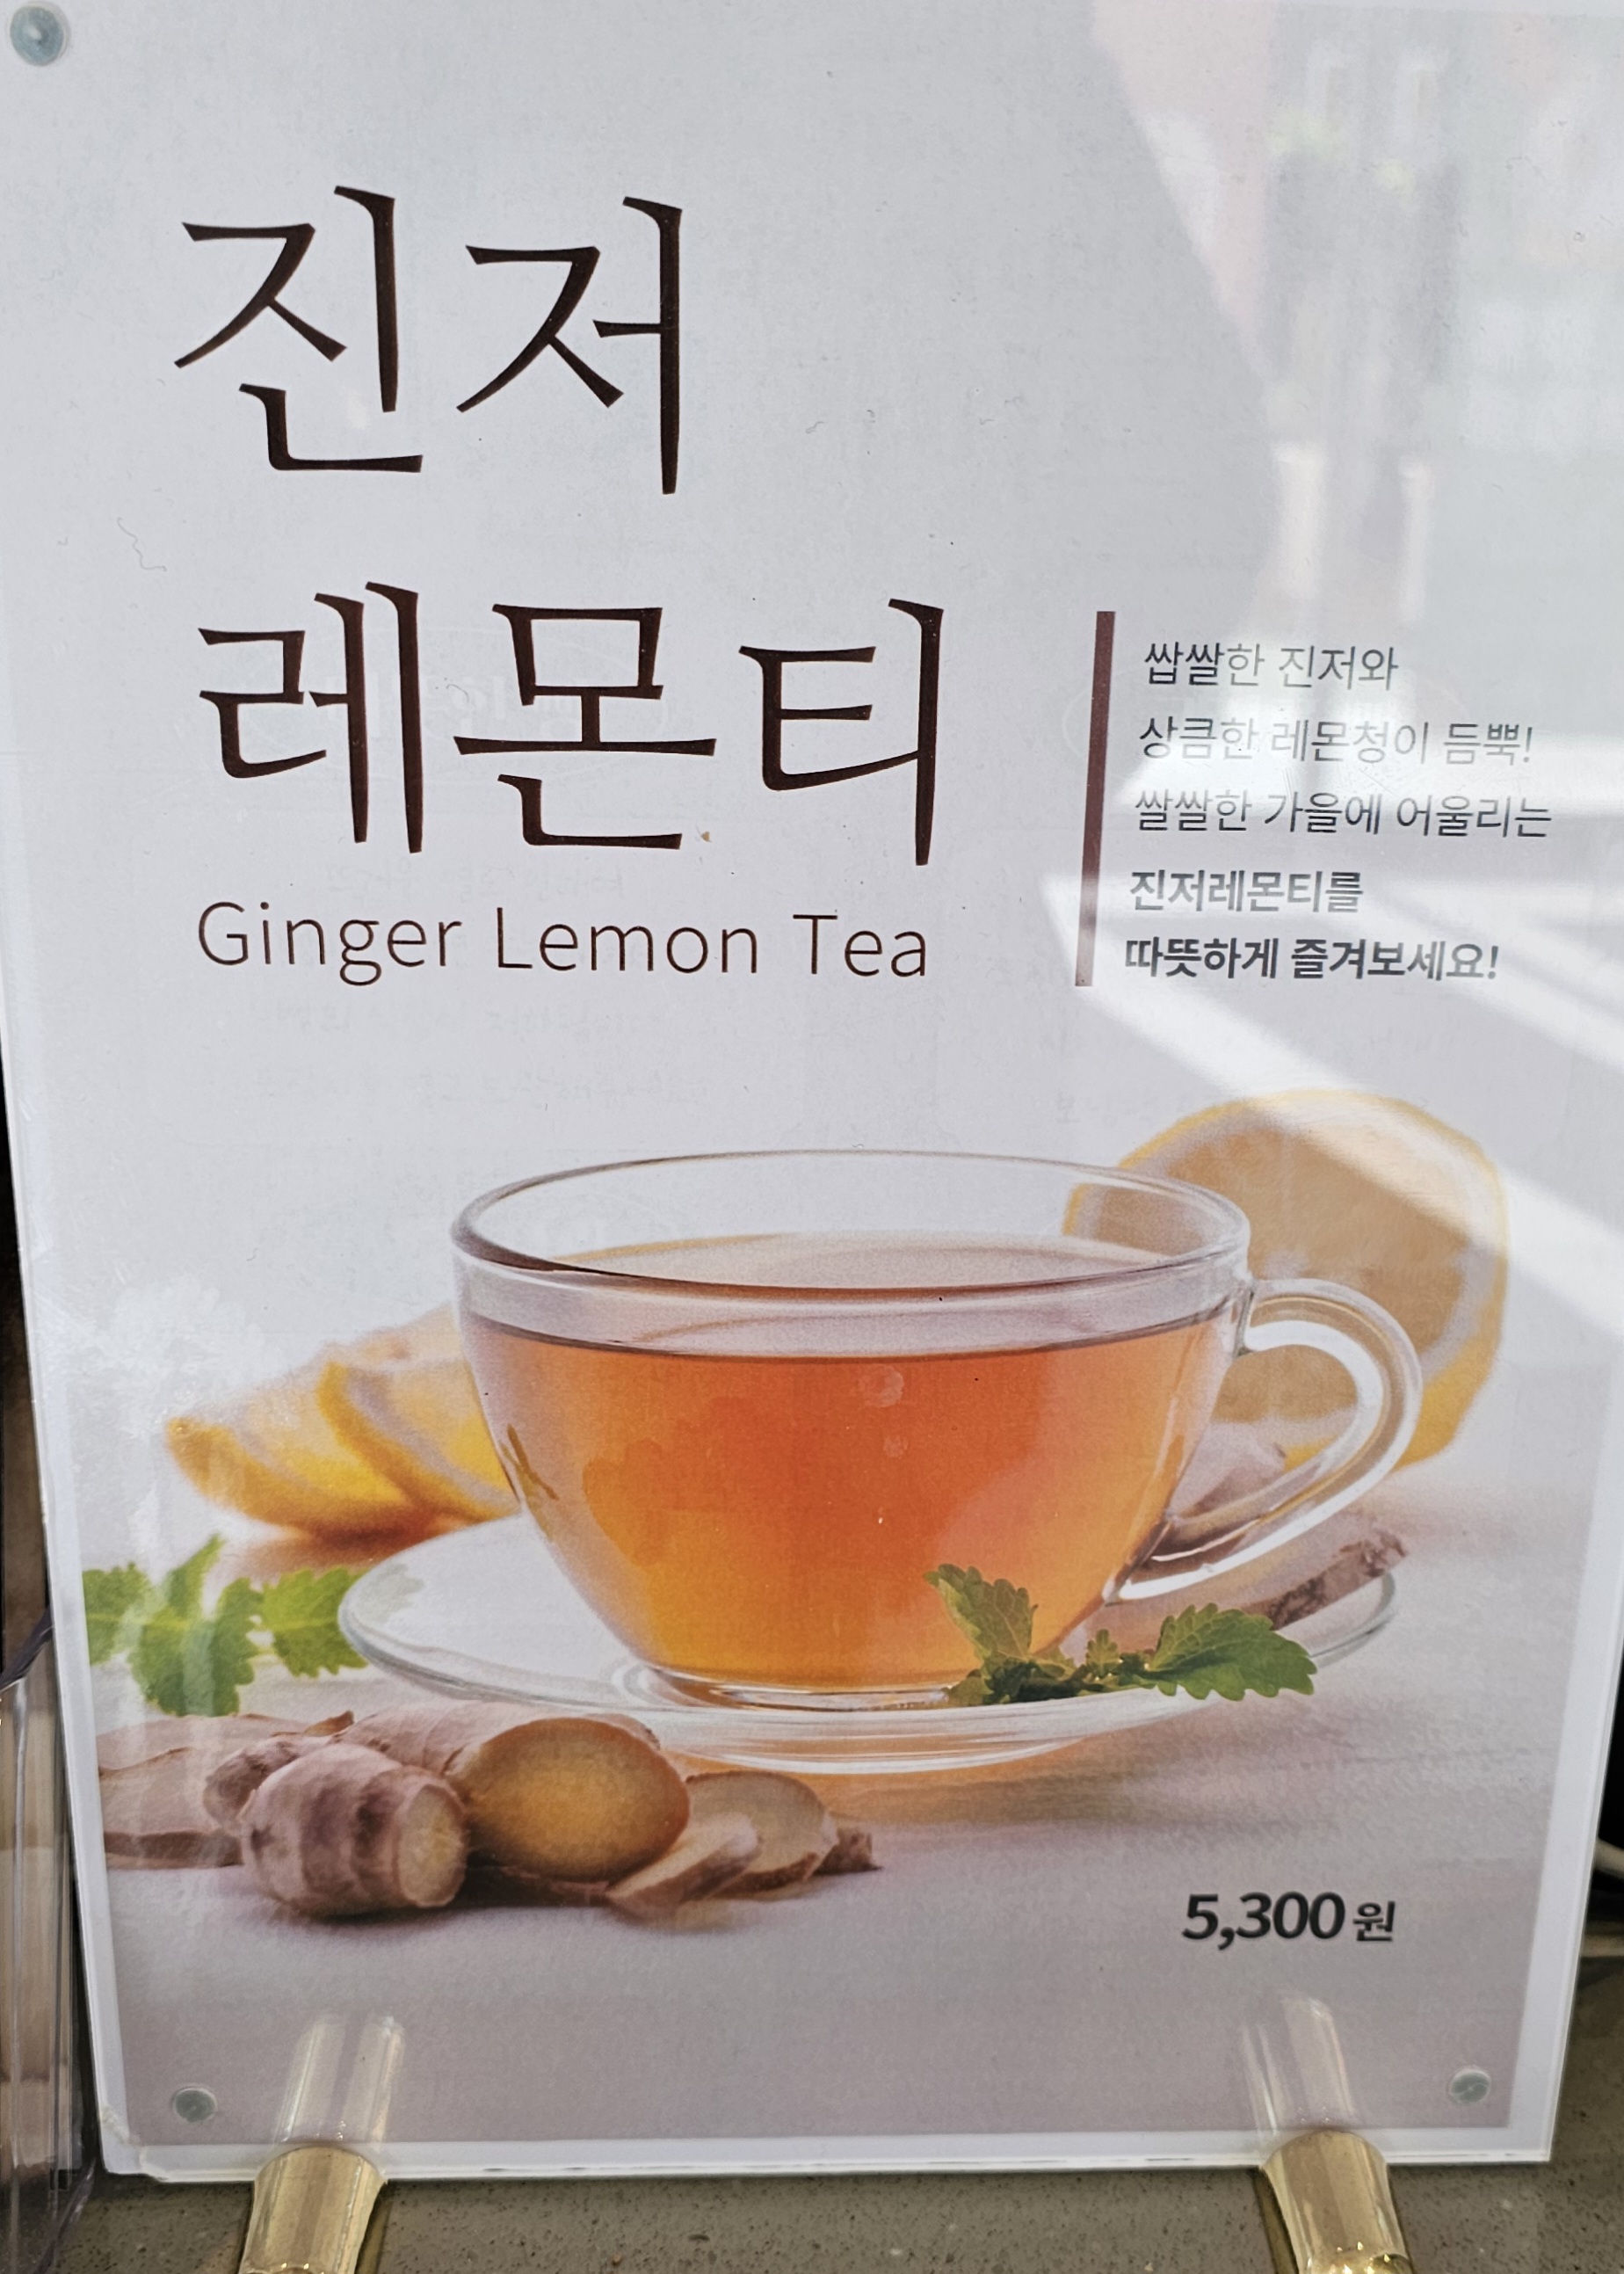 진저
레몬티
Ginger Lemon Tea
쌉쌀한 진저와
상큼한 레몬청이 듬뿍!
쌀쌀한 가을에 어울리는
진저레몬티를
따뜻하게 즐겨보세요!
5,300원